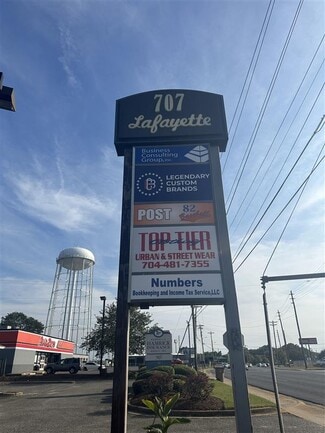 707
Lafayette
Business
Consulting
Group,LLC
LEGENDARY
CUSTOM
BRANDS
POST 82
TOP TIER
URBAN & STREET WEAR
704-481-7355
Numbers
Bookkeeping and Income Tax Service, LLC